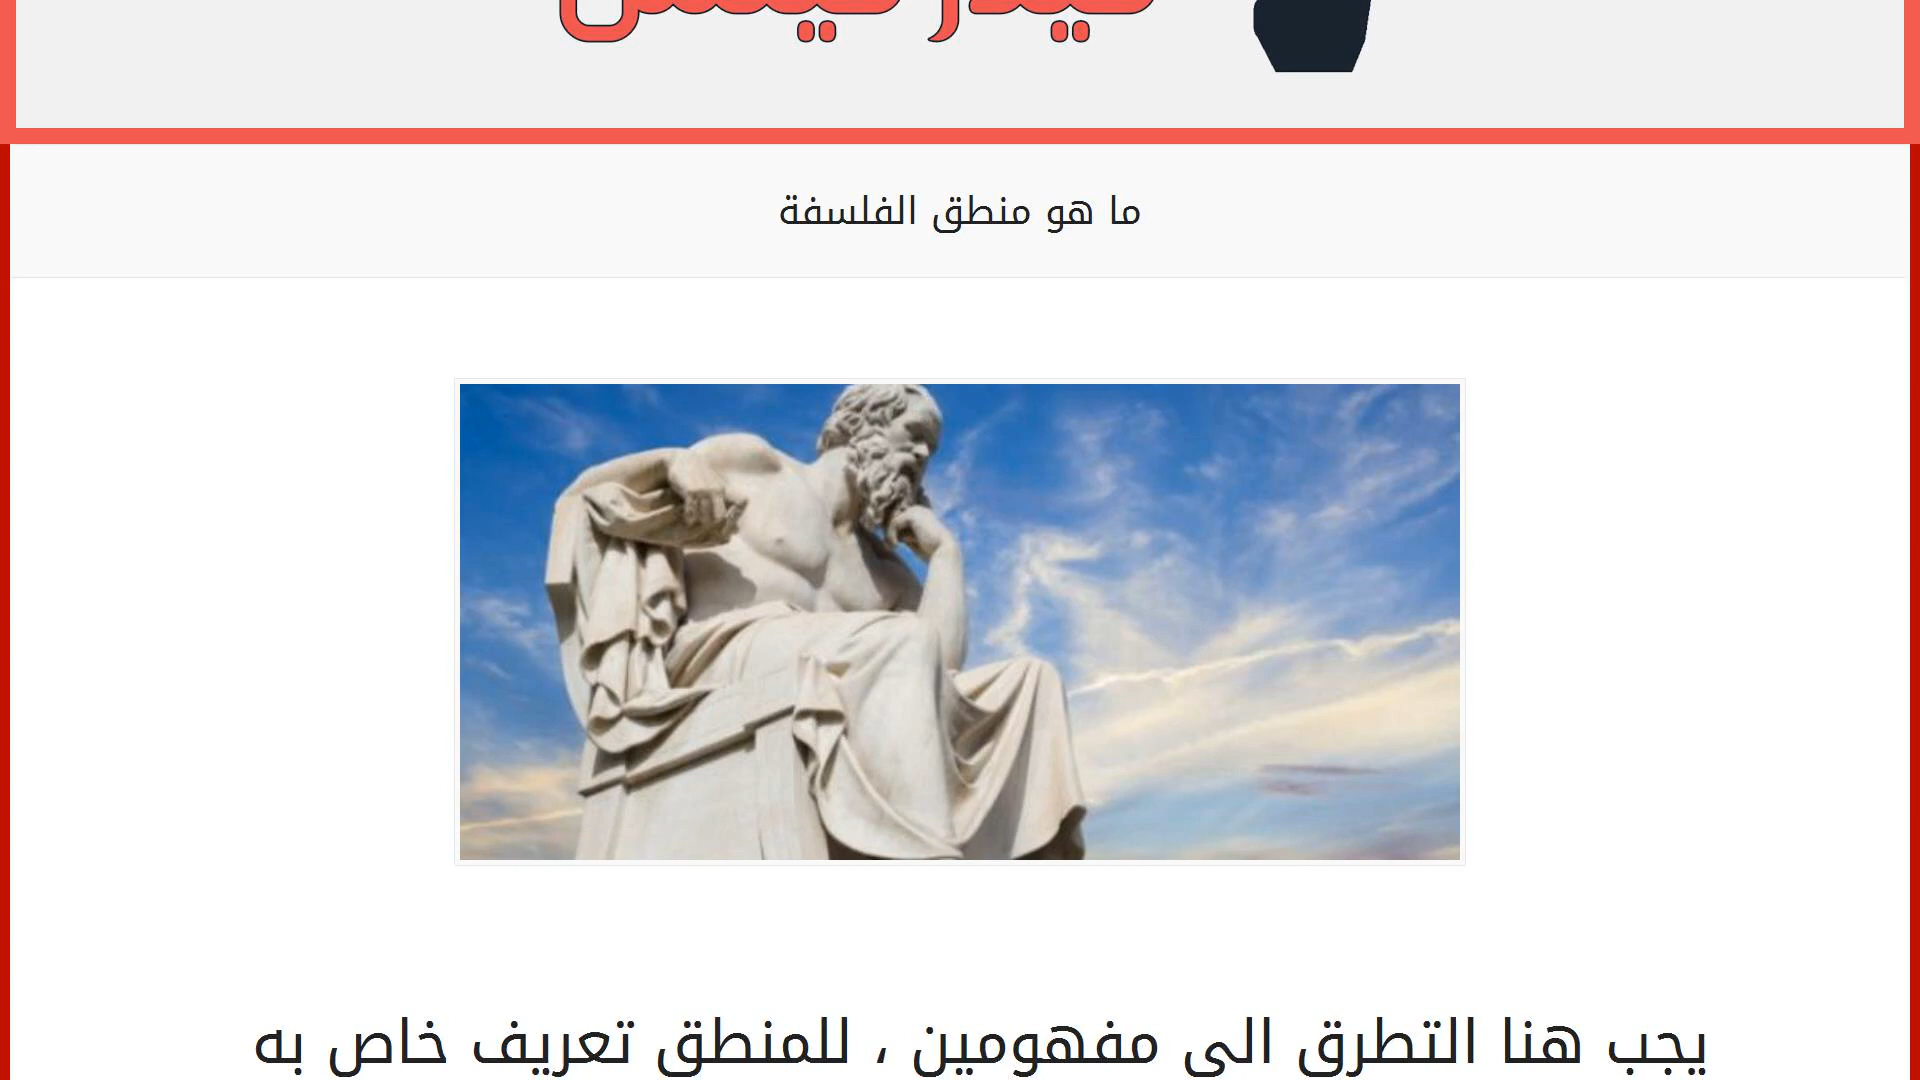 ما هو منطق الفلسفة
يجب هنا التطرق الى مفهومين ، للمنطق تعريف خاص به